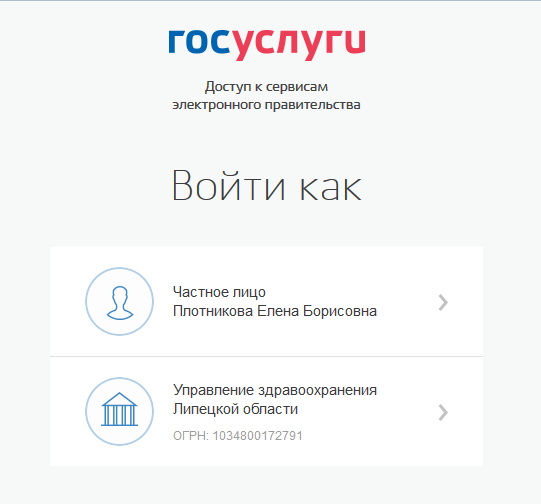 госуслуги
Доступ к сервисам
электронного правительства
Войти как
Частное лицо
Плотникова Елена Борисовна
Управление здравоохранения
Липецкой области
ОГРН: 1034800172791